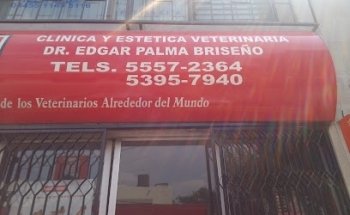 CLINICA Y ESTETICA VETERINARIA
DR. EDGAR PALMA BRISEÑO
TELS. 5557-2364
5395-7940
de los Veterinarios Alrededor del Mundo